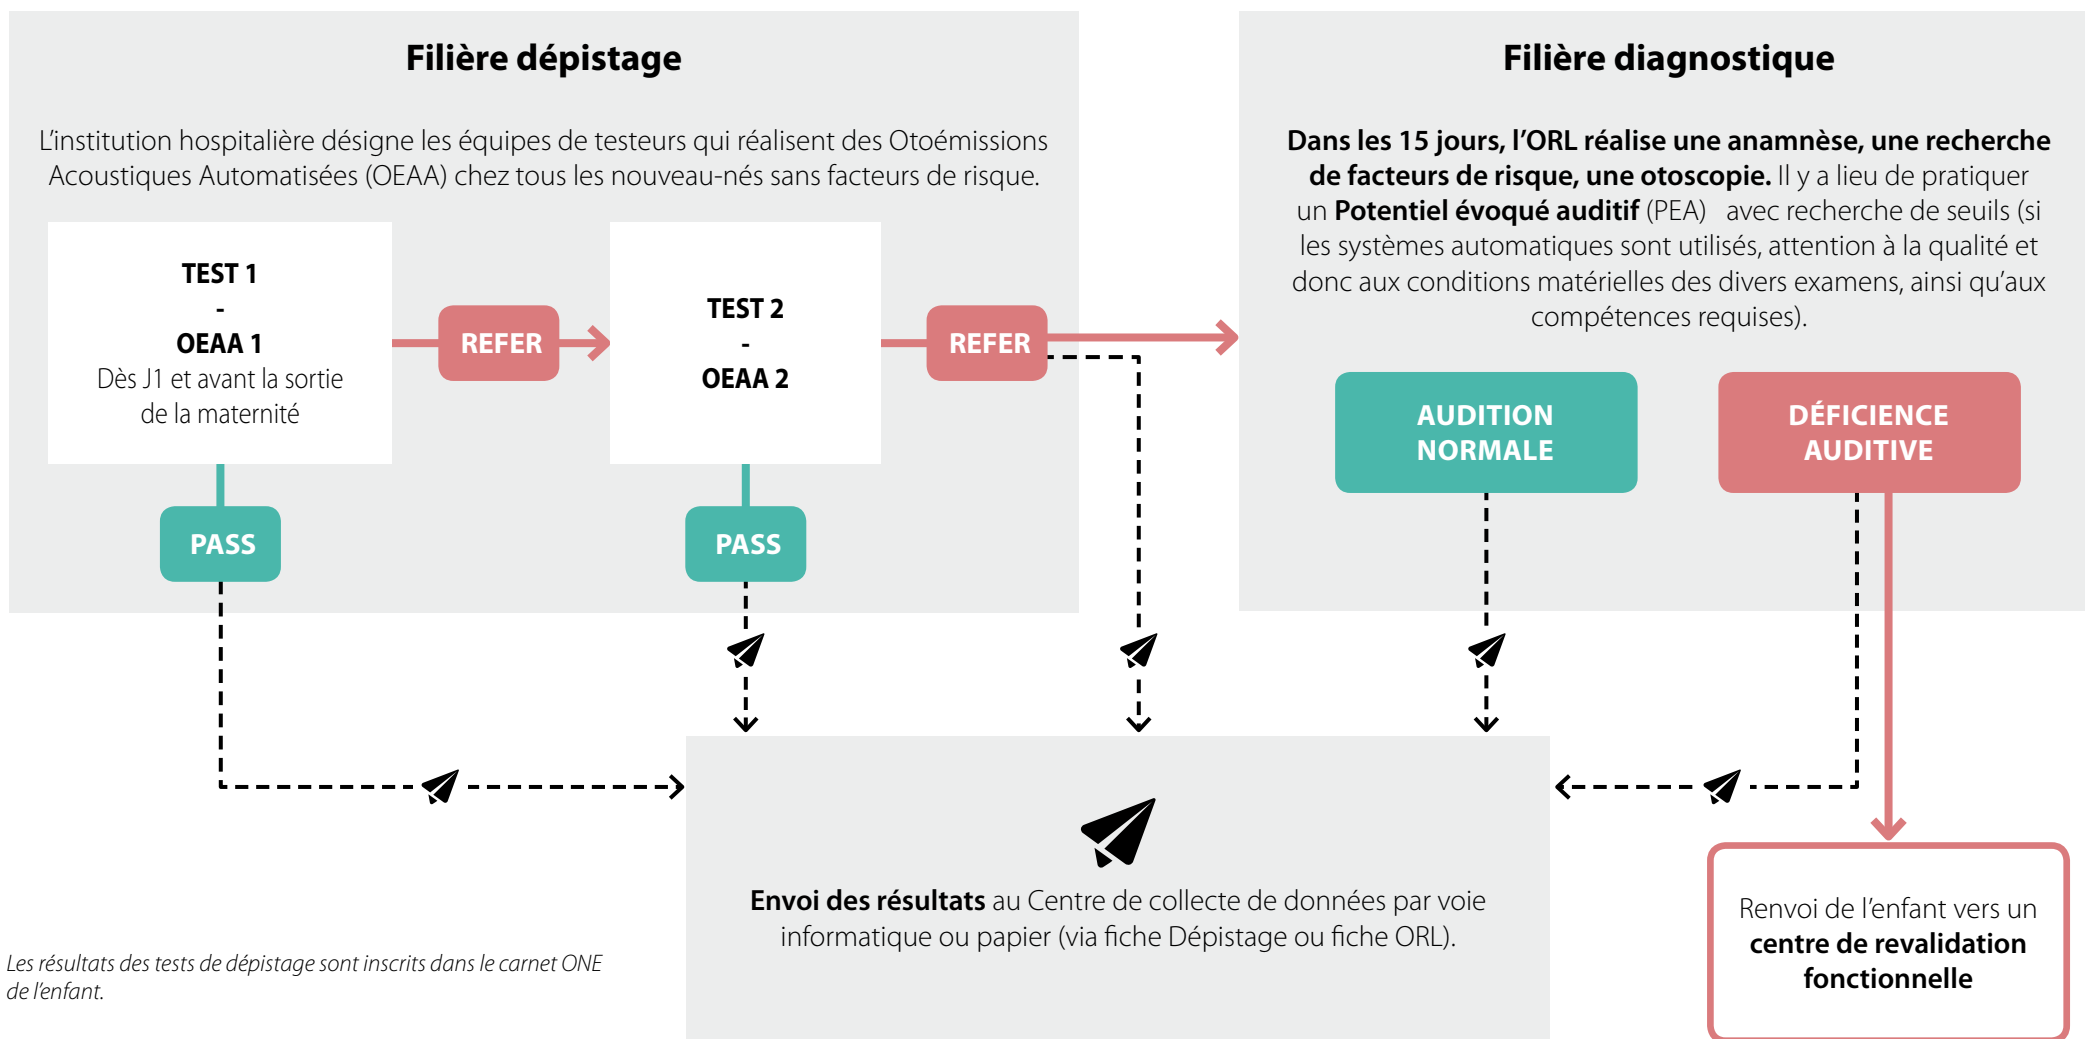 Filière dépistage
L'institution hospitalière désigne les équipes de testeurs qui réalisent des Otoémissions
Acoustiques Automatisées (OEAA) chez tous les nouveau-nés sans facteurs de risque.
TEST 1
-
OEAA 1
Dès J1 et avant la sortie
de la maternité
REFER
TEST 2
-
OEAA 2
REFER
PASS
PASS
Filière diagnostique
Dans les 15 jours, l'ORL réalise une anamnèse, une recherche
de facteurs de risque, une otoscopie. Il y a lieu de pratiquer
un Potentiel évoqué auditif (PEA) avec recherche de seuils (si
les systèmes automatiques sont utilisés, attention à la qualité et
donc aux conditions matérielles des divers examens, ainsi qu'aux
compétences requises).
AUDITION
NORMALE
DÉFICIENCE
AUDITIVE
Envoi des résultats au Centre de collecte de données par voie
informatique ou papier (via fiche Dépistage ou fiche ORL).
Renvoi de l'enfant vers un
centre de revalidation
fonctionnelle
Les résultats des tests de dépistage sont inscrits dans le carnet ONE
de l'enfant.